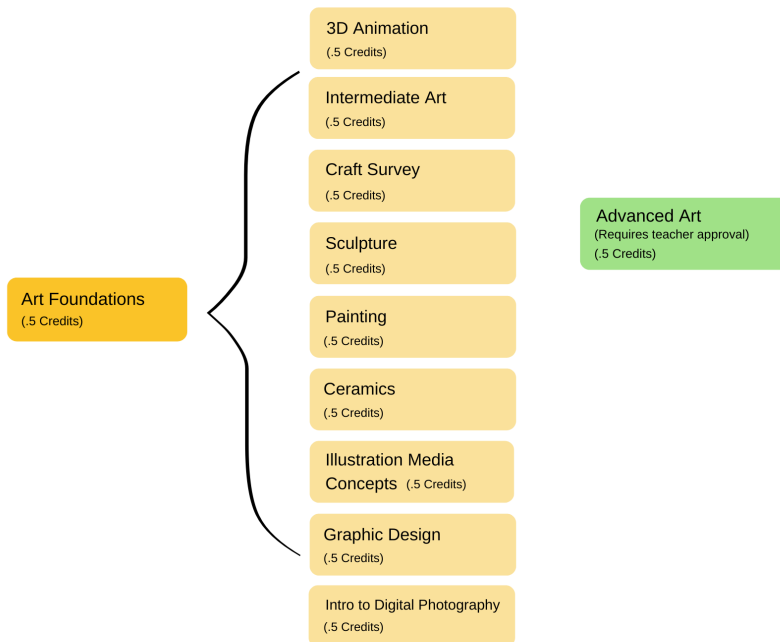 3D Animation
(.5 Credits)
Intermediate Art
(.5 Credits)
Craft Survey
(.5 Credits)
Advanced Art
(Requires teacher approval)
(.5 Credits)
Sculpture
(.5 Credits)
Art Foundations
(.5 Credits)
Painting
(.5 Credits)
Ceramics
(.5 Credits)
Illustration Media
Concepts (.5 Credits)
Graphic Design
(.5 Credits)
Intro to Digital Photography
(.5 Credits)